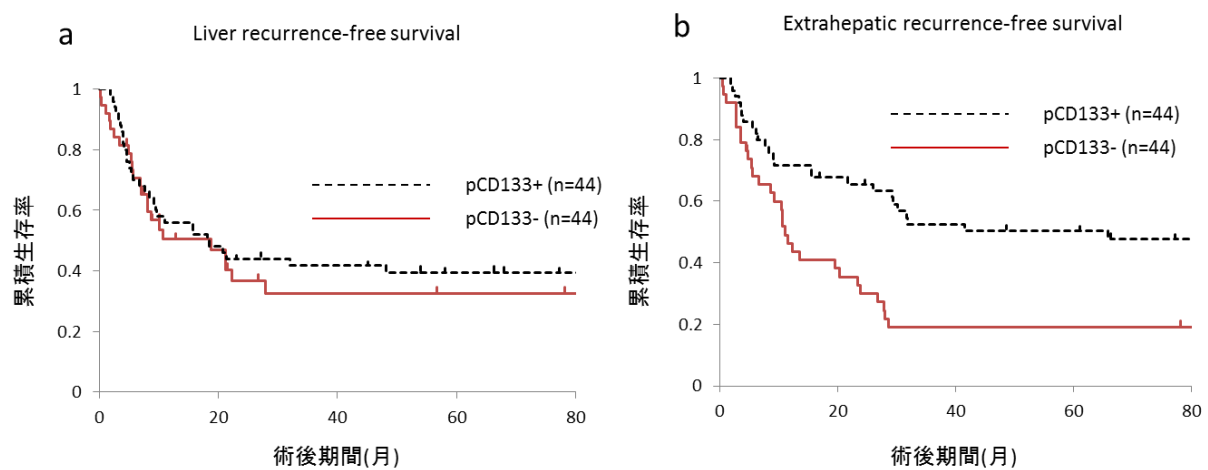 a
Liver recurrence-free survival
1
0.8
0.6
0.4
0.2
0
0
20
40
60
80
累積生存率
術後期間(月)
pCD133+ (n=44)
pCD133- (n=44)
b
Extrahepatic recurrence-free survival
1
0.8
0.6
0.4
0.2
0
0
20
40
60
80
累積生存率
術後期間(月)
pCD133+ (n=44)
pCD133- (n=44)